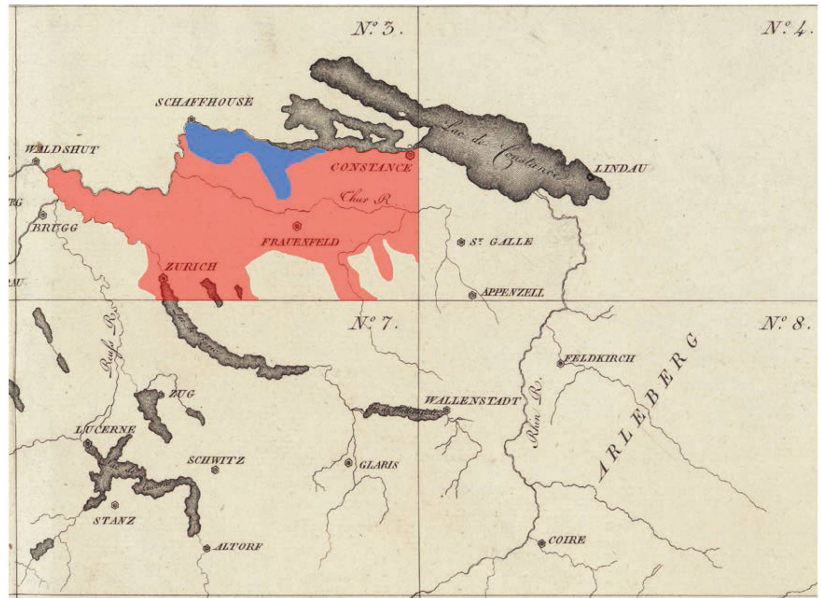 N.º 3.
N.º 4.
SCHAFFHOUSE
WALDSHUT
Lac de Constance
CONSTANCE
LINDAU
Thur R.
BRUGG
FRAUENFELD
S.T GALLE
ZURICH
APPENZELL
N.º 7.
N.º 8.
Reuſs R.
FELDKIRCH
ARLEBERG
ZUG
WALLENSTADT
Rhin R.
LUCERNE
SCHWITZ
GLARIS
STANZ
ALTORF
COIRE